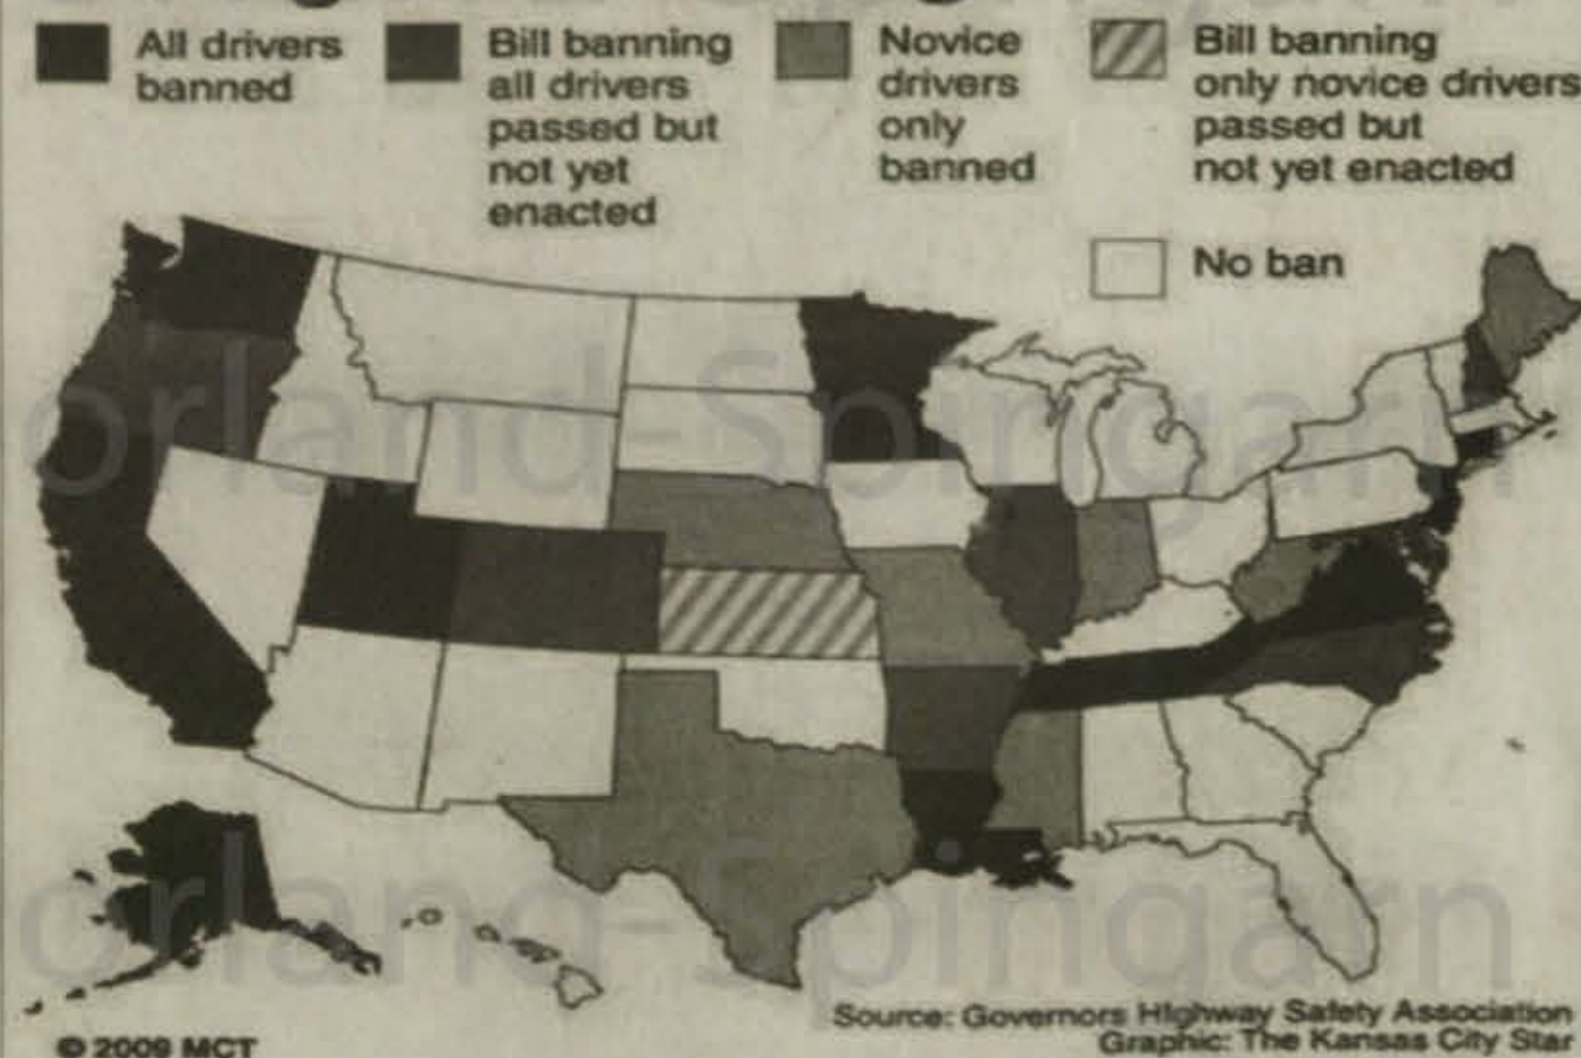 All drivers
banned
Bill banning
all drivers
passed but
not yet
enacted
Novice
drivers
only
banned
Bill banning
only novice drivers
passed but
not yet enacted
No ban
orland-Spingarn
orland-Spingarn
Source: Governors Highway Safety Association
Graphic: The Kansas City Star
© 2009 MCT